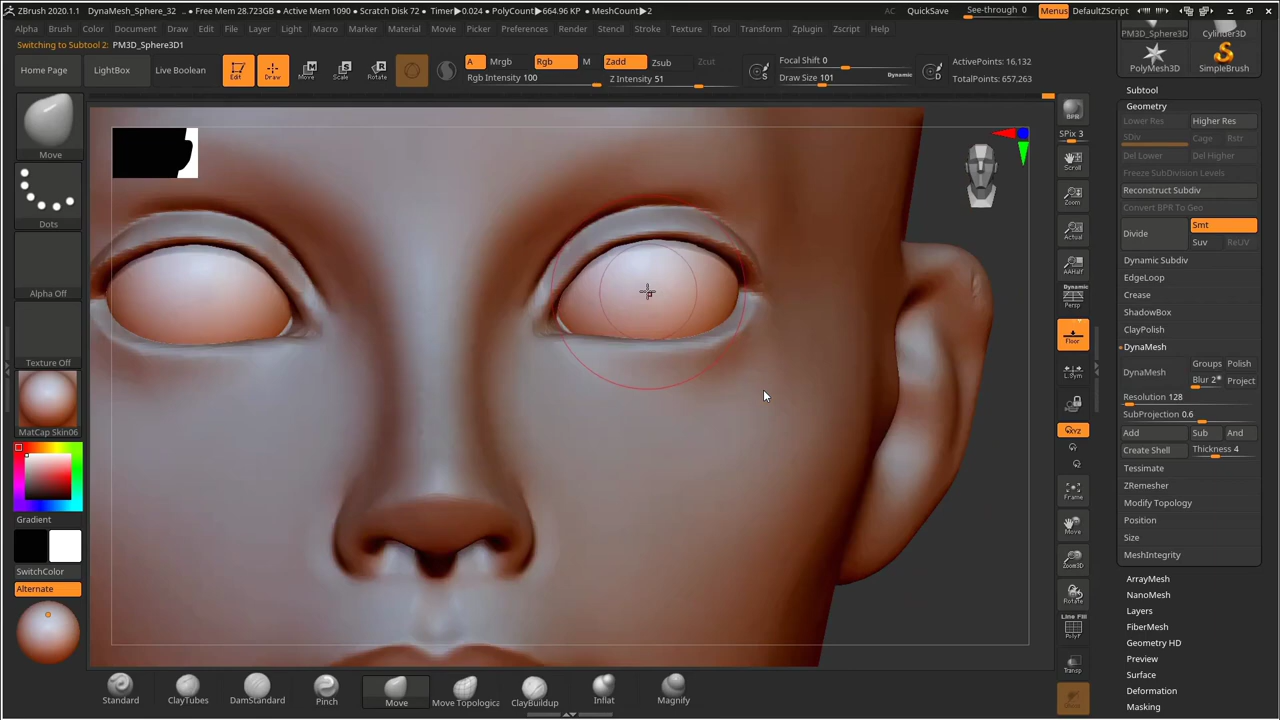 ZBrush 2020.1.1 DynaMesh_Sphere_32 .. • Free Mem 28.723GB • Active Mem 1090 • Scratch Disk 72 • Timer▶0.024 • PolyCount▶664.96 KP • MeshCount▶2 AC QuickSave See-through 0 Menus DefaultZScript
Alpha Brush Color Document Draw Edit File Layer Light Macro Marker Material Movie Picker Preferences Render Stencil Stroke Texture Tool Transform Zplugin Zscript Help
Switching to Subtool 2: PM3D_Sphere3D1
Home Page
LightBox
Live Boolean
Edit
Draw
Move
Scale
Rotate
A Mrgb Rgb M Zadd Zsub
Rgb Intensity 100 Z Intensity 51
S
Focal Shift 0
Draw Size 101 Dynamic
D
ActivePoints: 16,132
TotalPoints: 657,263
Move
Dots
Alpha Off
Texture Off
MatCap Skin06
Gradient
SwitchColor
Alternate
BPR
SPix 3
Scroll
Zoom
Actual
AAHalf
Dynamic
Persp
Floor
L.Sym
XYZ
Frame
Move
Zoom3D
Rotate
Line Fill
PolyF
Transp
PM3D_Sphere3D
Cylinder3D
PolyMesh3D
SimpleBrush
Subtool
Geometry
Lower Res Higher Res
SDiv Cage Rstr
Del Lower Del Higher
Freeze SubDivision Levels
Reconstruct Subdiv
Convert BPR To Geo
Divide Smt
Suv ReUV
Dynamic Subdiv
EdgeLoop
Crease
ShadowBox
ClayPolish
DynaMesh
DynaMesh Groups Polish
Blur 2 Project
Resolution 128
SubProjection 0.6
Add Sub And
Create Shell Thickness 4
Tessimate
ZRemesher
Modify Topology
Position
Size
MeshIntegrity
ArrayMesh
NanoMesh
Layers
FiberMesh
Geometry HD
Preview
Surface
Deformation
Masking
Standard
ClayTubes
DamStandard
Pinch
Move
Move Topologica
ClayBuildup
Inflat
Magnify